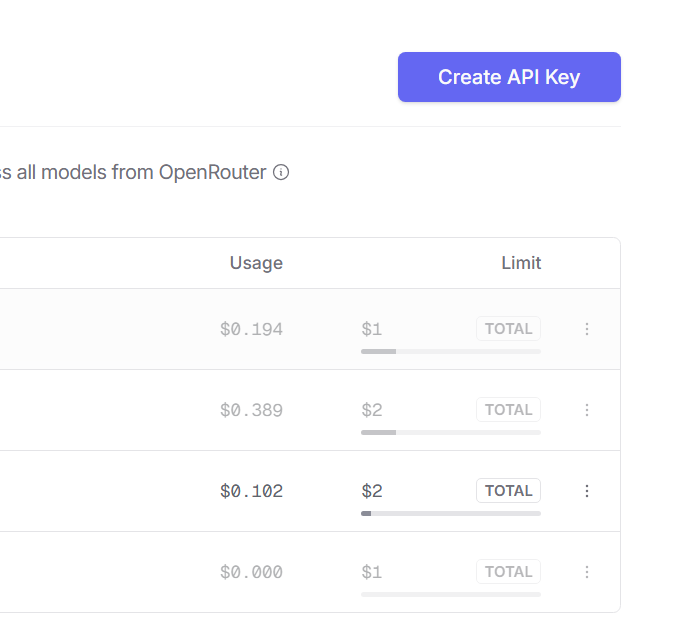 Create API Key
ss all models from OpenRouter
Usage Limit
$0.194 $1 TOTAL
$0.389 $2 TOTAL
$0.102 $2 TOTAL
$0.000 $1 TOTAL